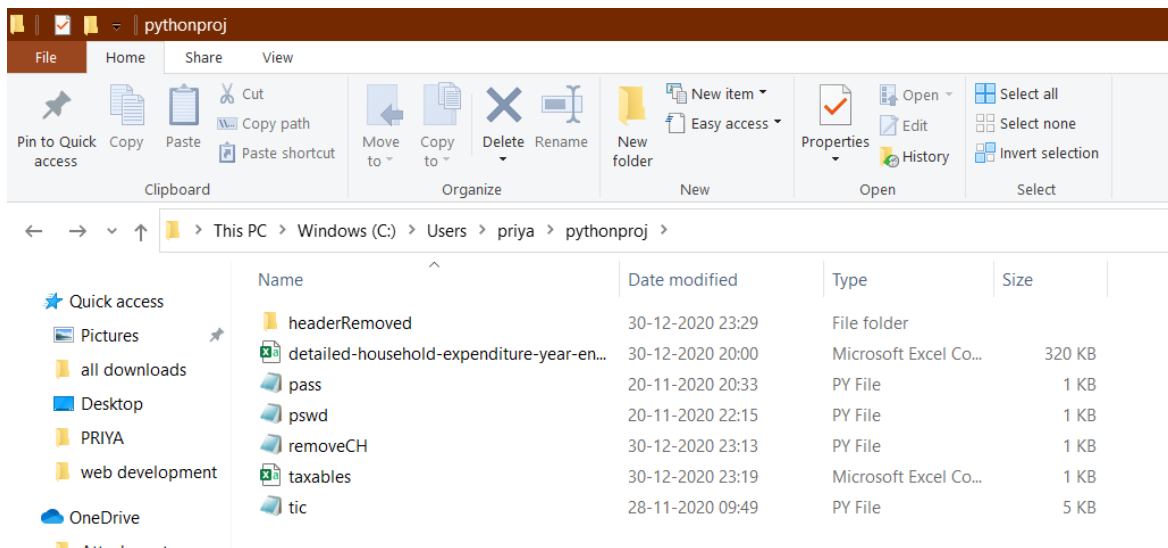 pythonproj
File Home Share View
Pin to Quick access Copy Paste Cut Copy path Paste shortcut Move to Copy to Delete Rename New folder New item Easy access Properties Open Edit History Select all Select none Invert selection
Clipboard Organize New Open Select
This PC > Windows (C:) > Users > priya > pythonproj >
Name Date modified Type Size
Quick access
Pictures
all downloads
Desktop
PRIYA
web development
OneDrive
headerRemoved 30-12-2020 23:29 File folder
detailed-household-expenditure-year-en... 30-12-2020 20:00 Microsoft Excel Co... 320 KB
pass 20-11-2020 20:33 PY File 1 KB
pswd 20-11-2020 22:15 PY File 1 KB
removeCH 30-12-2020 23:13 PY File 1 KB
taxables 30-12-2020 23:19 Microsoft Excel Co... 1 KB
tic 28-11-2020 09:49 PY File 5 KB